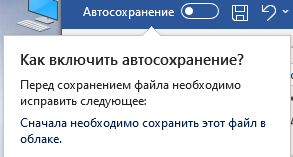 Автосохранение
Как включить автосохранение?
Перед сохранением файла необходимо
исправить следующее:
Сначала необходимо сохранить этот файл в
облаке.